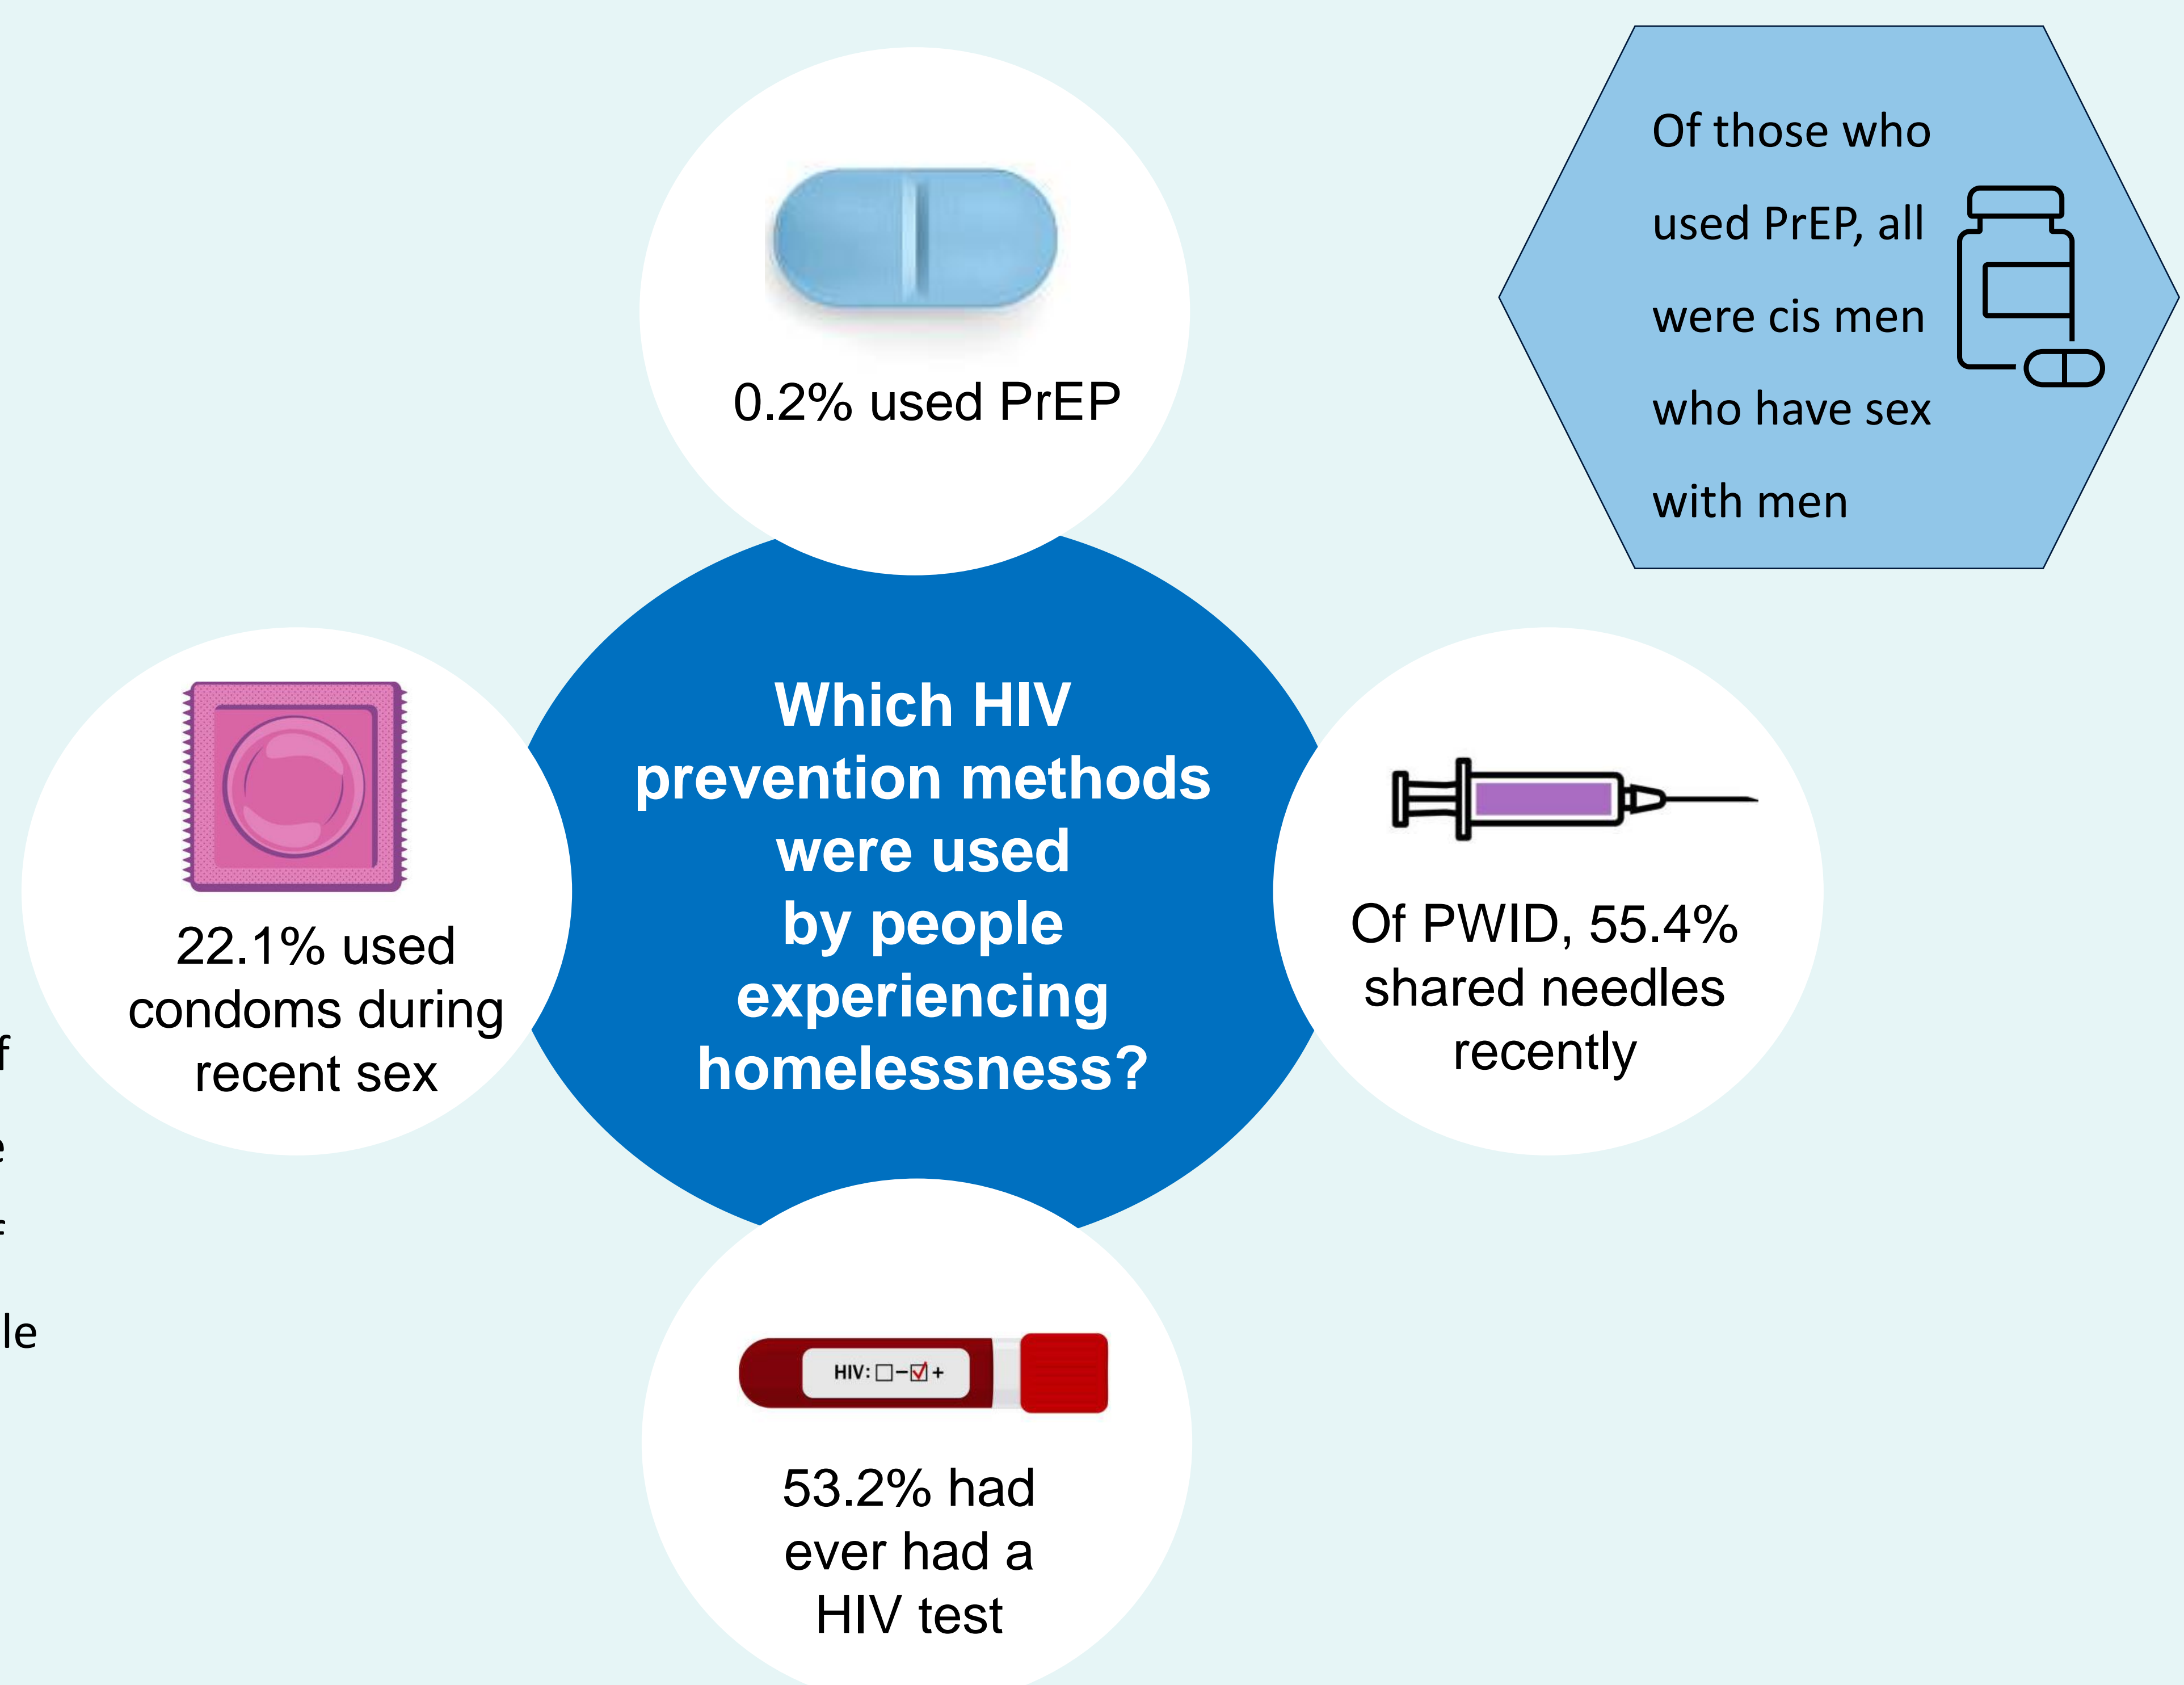 Of those who
used PrEP, all
were cis men
who have sex
with men
0.2% used PrEP
Which HIV
prevention methods
were used
by people
experiencing
homelessness?
22.1% used
condoms during
recent sex
Of PWID, 55.4%
shared needles
recently
HIV: ☐-☑+
53.2% had
ever had a
HIV test